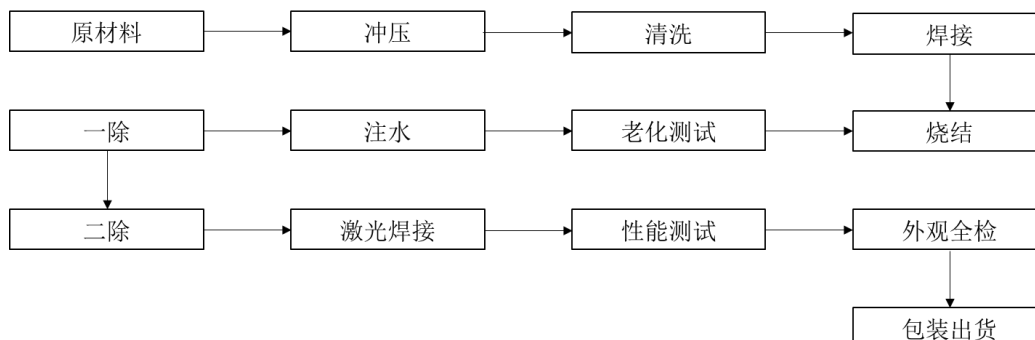 原材料
冲压
清洗
焊接
一除
注水
老化测试
烧结
二除
激光焊接
性能测试
外观全检
包装出货